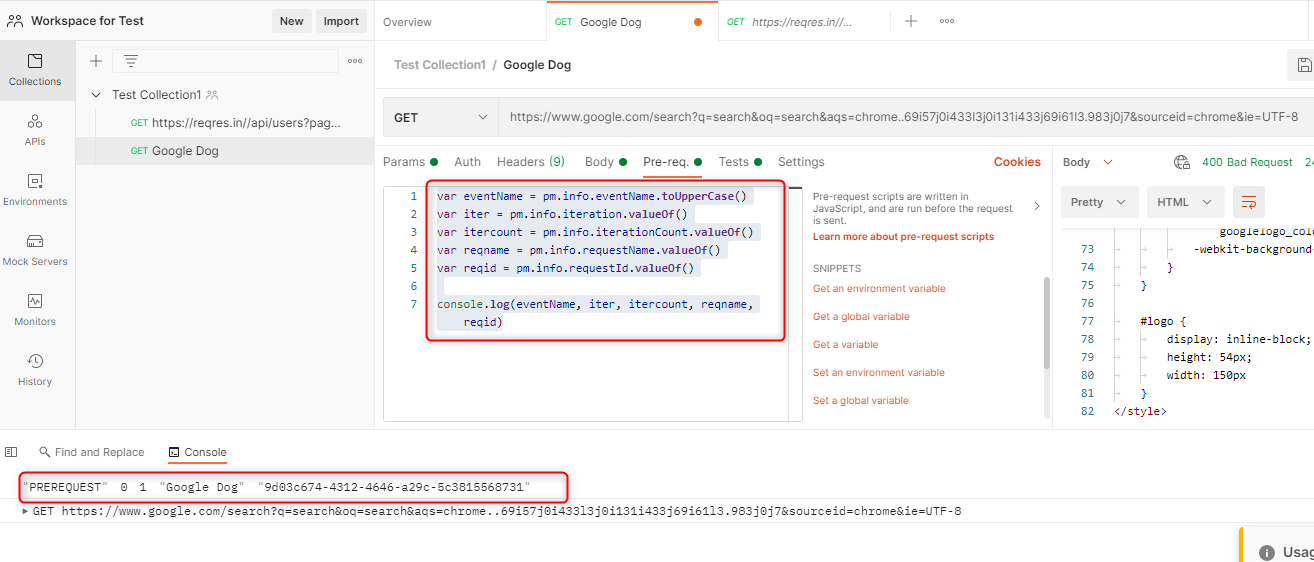 Workspace for Test
New
Import
Overview
GET Google Dog
GET https://reqres.in//...
Collections
APIs
Environments
Mock Servers
Monitors
History
Test Collection1
GET https://reqres.in//api/users?pag...
GET Google Dog
Test Collection1 / Google Dog
GET
https://www.google.com/search?q=search&oq=search&aqs=chrome..69i57j0i433l3j0i131i433j69i61l3.983j0j7&sourceid=chrome&ie=UTF-8
Params
Auth
Headers (9)
Body
Pre-req.
Tests
Settings
Cookies
1 var eventName = pm.info.eventName.toUpperCase()
2 var iter = pm.info.iteration.valueOf()
3 var itercount = pm.info.iterationCount.valueOf()
4 var reqname = pm.info.requestName.valueOf()
5 var reqid = pm.info.requestId.valueOf()
6
7 console.log(eventName, iter, itercount, reqname,
reqid)
Pre-request scripts are written in
JavaScript, and are run before the request
is sent.
Learn more about pre-request scripts
SNIPPETS
Get an environment variable
Get a global variable
Get a variable
Set an environment variable
Set a global variable
Body
400 Bad Request
Pretty
HTML
googlelogo_colo
73 -webkit-background
74 }
75 }
76
77 #logo {
78 display: inline-block;
79 height: 54px;
80 width: 150px
81 }
82 </style>
Find and Replace
Console
"PREREQUEST" 0 1 "Google Dog" "9d03c674-4312-4646-a29c-5c3815568731"
GET https://www.google.com/search?q=search&oq=search&aqs=chrome..69i57j0i433l3j0i131i433j69i61l3.983j0j7&sourceid=chrome&ie=UTF-8